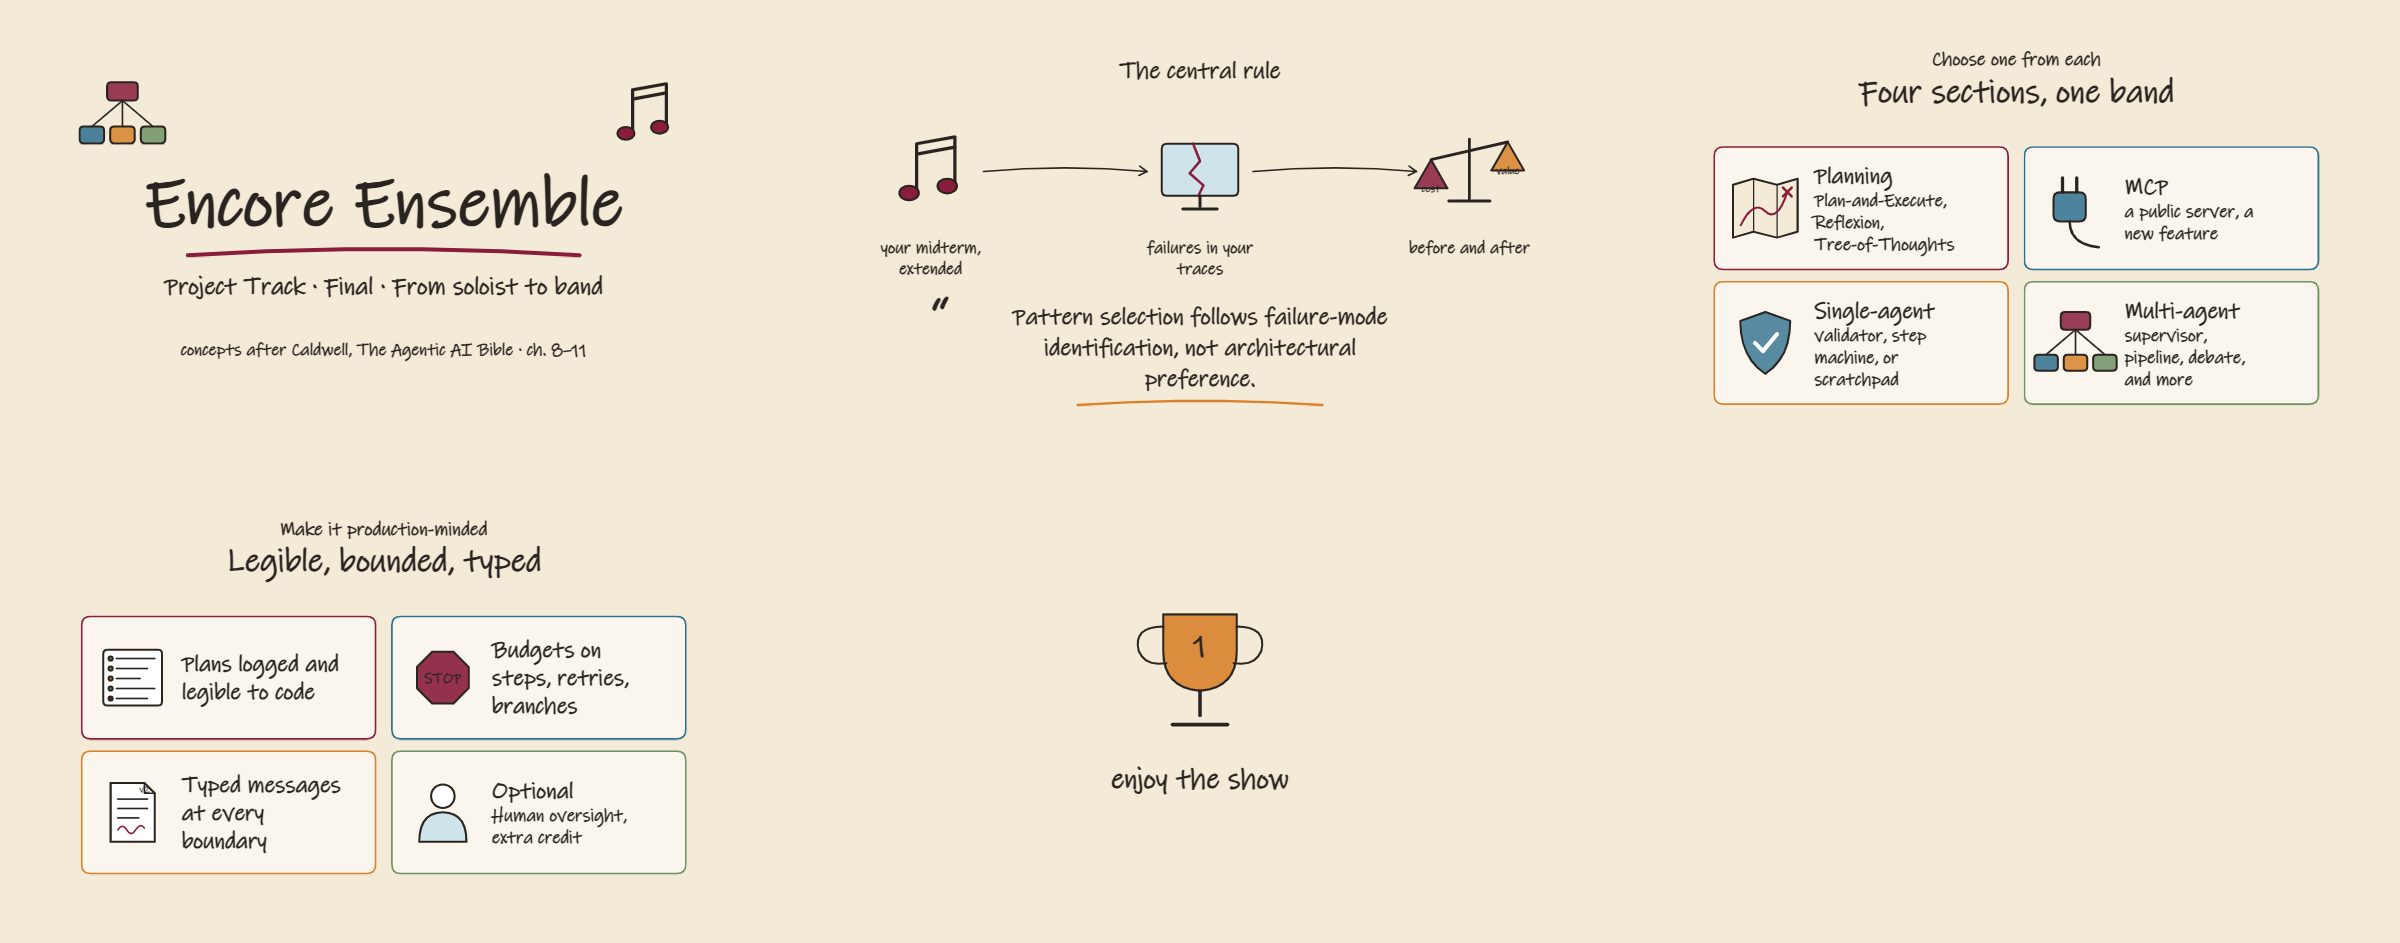 Encore Ensemble
Project Track · Final · From soloist to band
concepts after Caldwell, The Agentic AI Bible · ch. 8–11
The central rule
cost
value
your midterm,
extended
failures in your
traces
before and after
"
Pattern selection follows failure-mode
identification, not architectural
preference.
Choose one from each
Four sections, one band
Planning
Plan-and-Execute,
Reflexion,
Tree-of-Thoughts
MCP
a public server, a
new feature
Single-agent
validator, step
machine, or
scratchpad
Multi-agent
supervisor,
pipeline, debate,
and more
Make it production-minded
Legible, bounded, typed
Plans logged and
legible to code
STOP
Budgets on
steps, retries,
branches
Typed messages
at every
boundary
Optional
Human oversight,
extra credit
1
enjoy the show